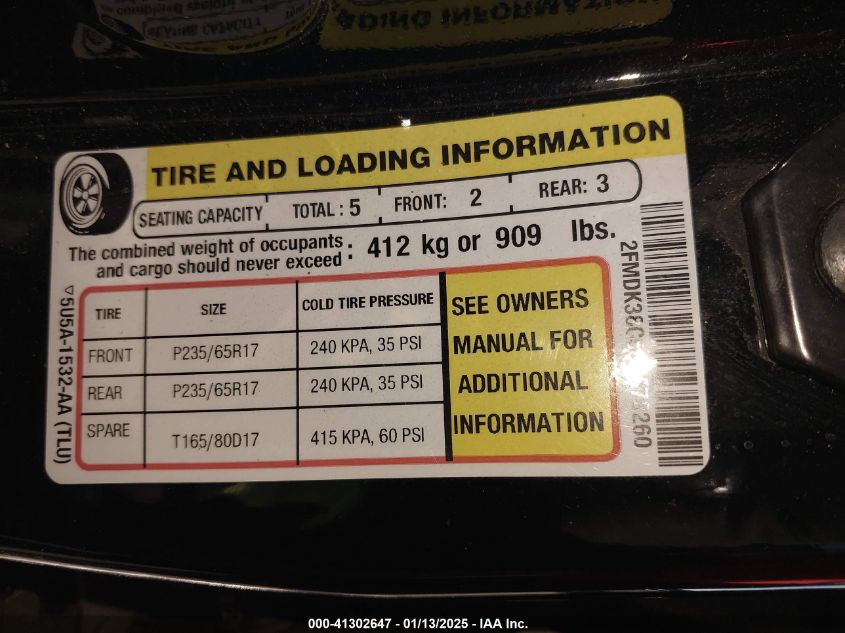 TIRE AND LOADING INFORMATION
SEATING CAPACITY TOTAL : 5 FRONT: 2 REAR: 3
The combined weight of occupants
and cargo should never exceed : 412 kg or 909 lbs.
TIRE SIZE COLD TIRE PRESSURE
FRONT P235/65R17 240 KPA, 35 PSI
REAR P235/65R17 240 KPA, 35 PSI
SPARE T165/80D17 415 KPA, 60 PSI
SEE OWNERS
MANUAL FOR
ADDITIONAL
INFORMATION
5U5A-1532-AA (TLU)
000-41302647 - 01/13/2025 - IAA Inc.